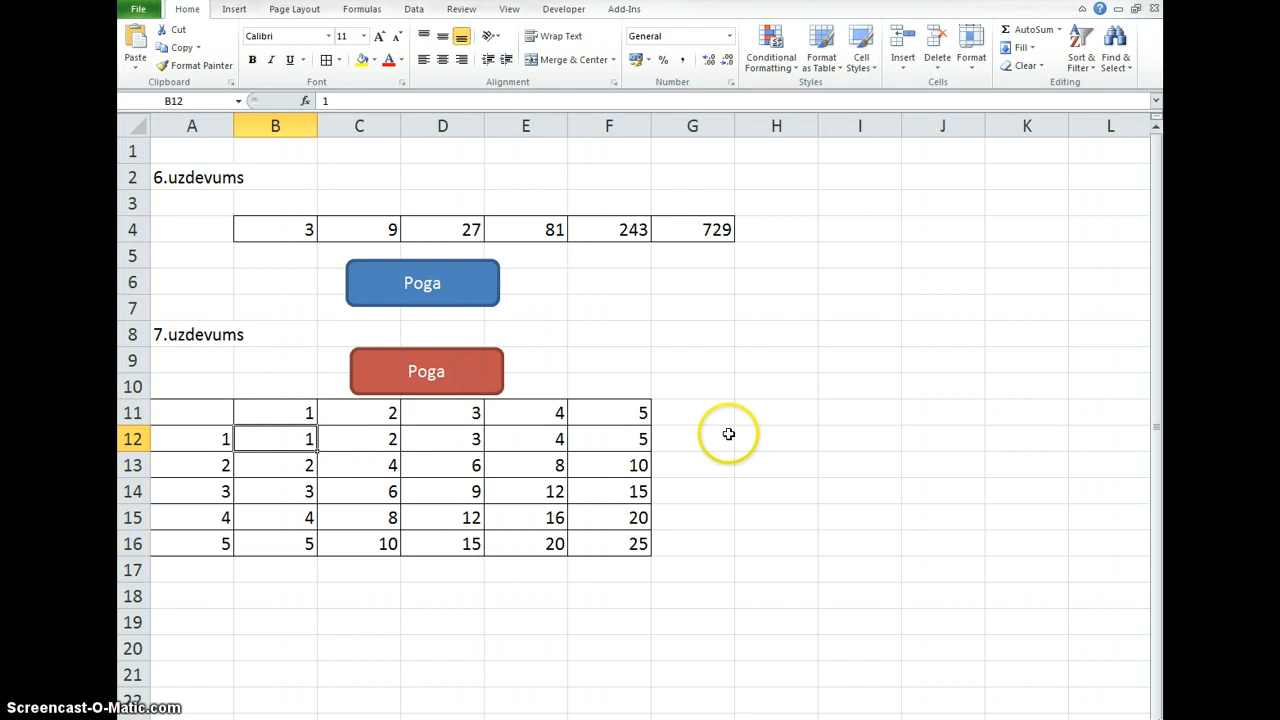 File Home Insert Page Layout Formulas Data Review View Developer Add-Ins
Paste
Cut
Copy
Format Painter
Clipboard
Calibri 11 A A
B I U A
Font
Wrap Text
Merge & Center
Alignment
General
% ,
Number
Conditional Formatting
Format as Table
Cell Styles
Styles
Insert Delete Format
Cells
Σ AutoSum
Fill
Clear
Sort & Filter
Find & Select
Editing
B12 fx 1
A B C D E F G H I J K L
1
2 6.uzdevums
3
4 3 9 27 81 243 729
5
6 Poga
7
8 7.uzdevums
9 Poga
10
11 1 2 3 4 5
12 1 1 2 3 4 5
13 2 2 4 6 8 10
14 3 3 6 9 12 15
15 4 4 8 12 16 20
16 5 5 10 15 20 25
17
18
19
20
21
22
Screencast-O-Matic.com